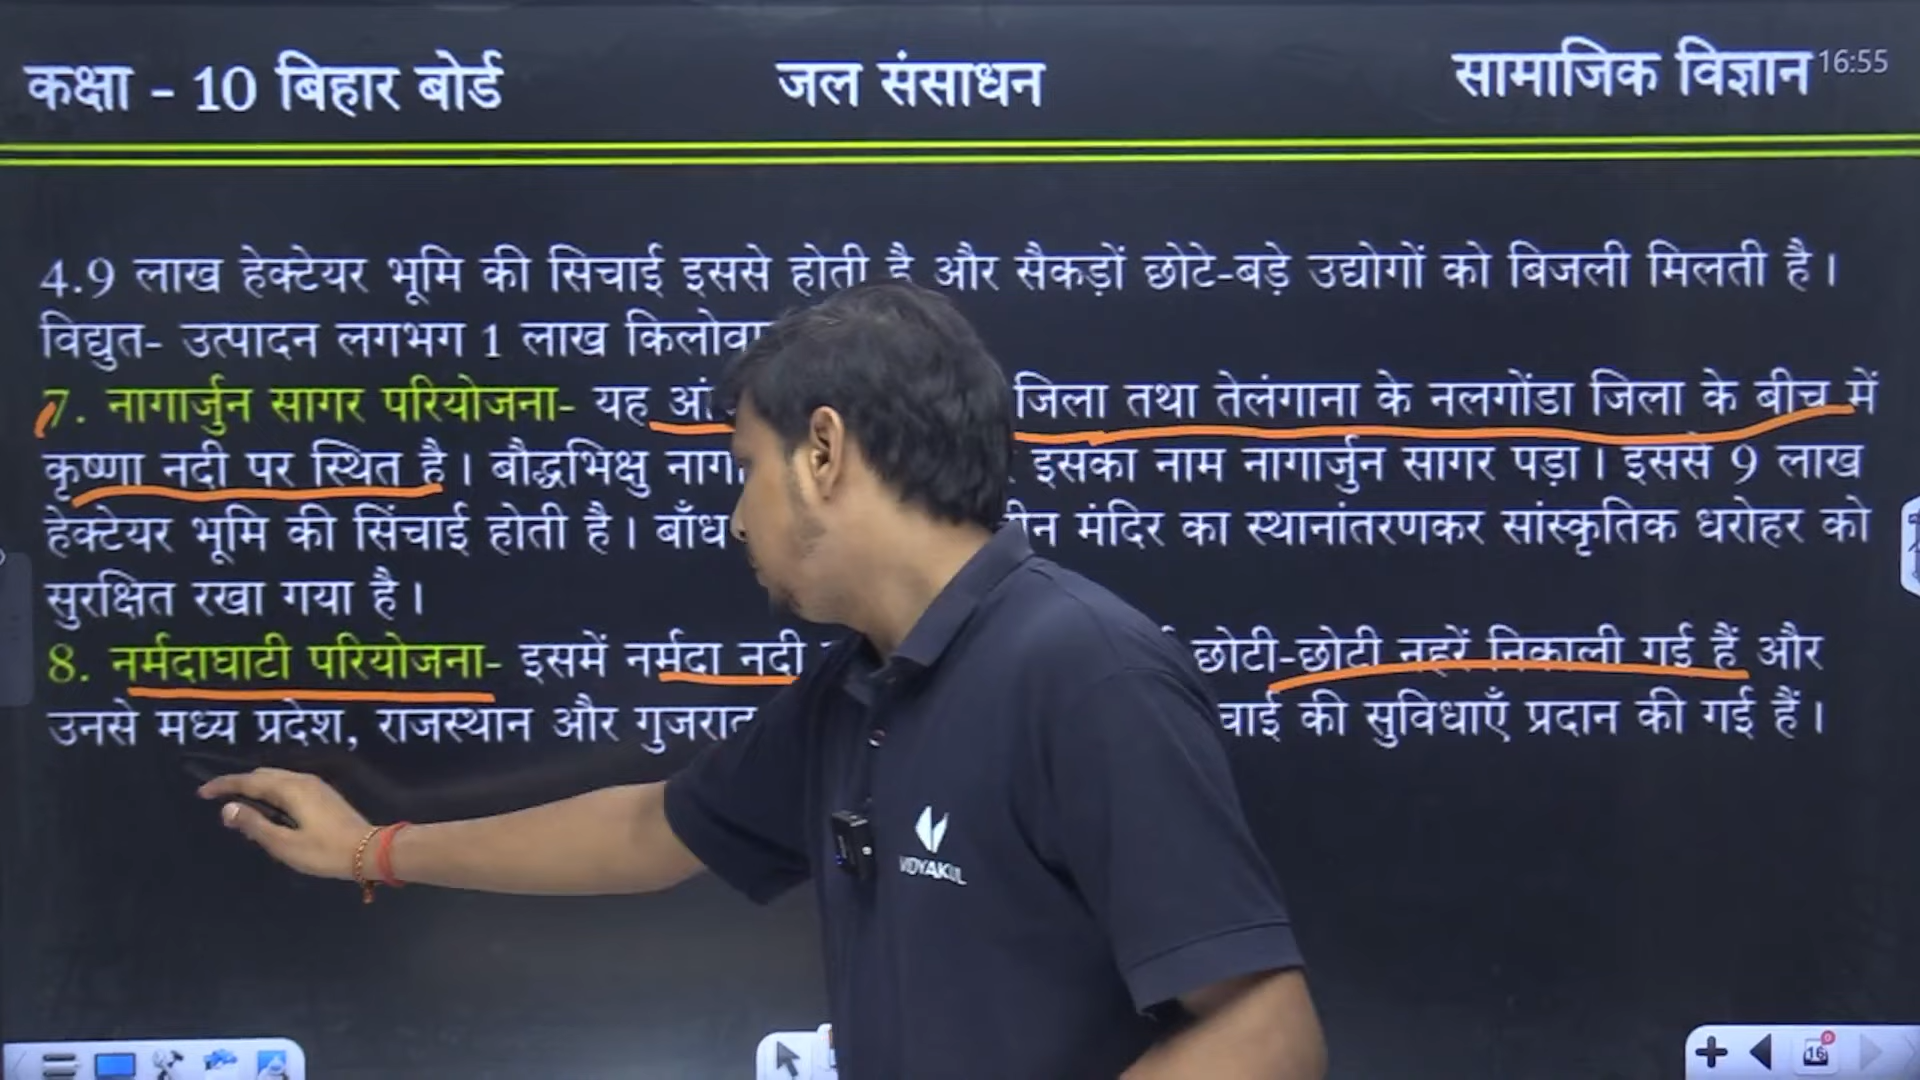 कक्षा - 10 बिहार बोर्ड
जल संसाधन
सामाजिक विज्ञान
16:55
4.9 लाख हेक्टेयर भूमि की सिचाई इससे होती है और सैकड़ों छोटे-बड़े उद्योगों को बिजली मिलती है।
विद्युत- उत्पादन लगभग 1 लाख
7. नागार्जुन सागर परियोजना- यह जिला तथा तेलंगाना के नलगोंडा जिला के बीच में
कृष्णा नदी पर स्थित है। बौद्धभिक्षु इसका नाम नागार्जुन सागर पड़ा। इससे 9 लाख
हेक्टेयर भूमि की सिंचाई होती है। बाँध मंदिर का स्थानांतरणकर सांस्कृतिक धरोहर को
सुरक्षित रखा गया है।
8. नर्मदाघाटी परियोजना- इसमें नर्मदा नदी छोटी-छोटी नहरें निकाली गई हैं और
उनसे मध्य प्रदेश, राजस्थान और की सुविधाएँ प्रदान की गई हैं।
VIDYAKUL
16